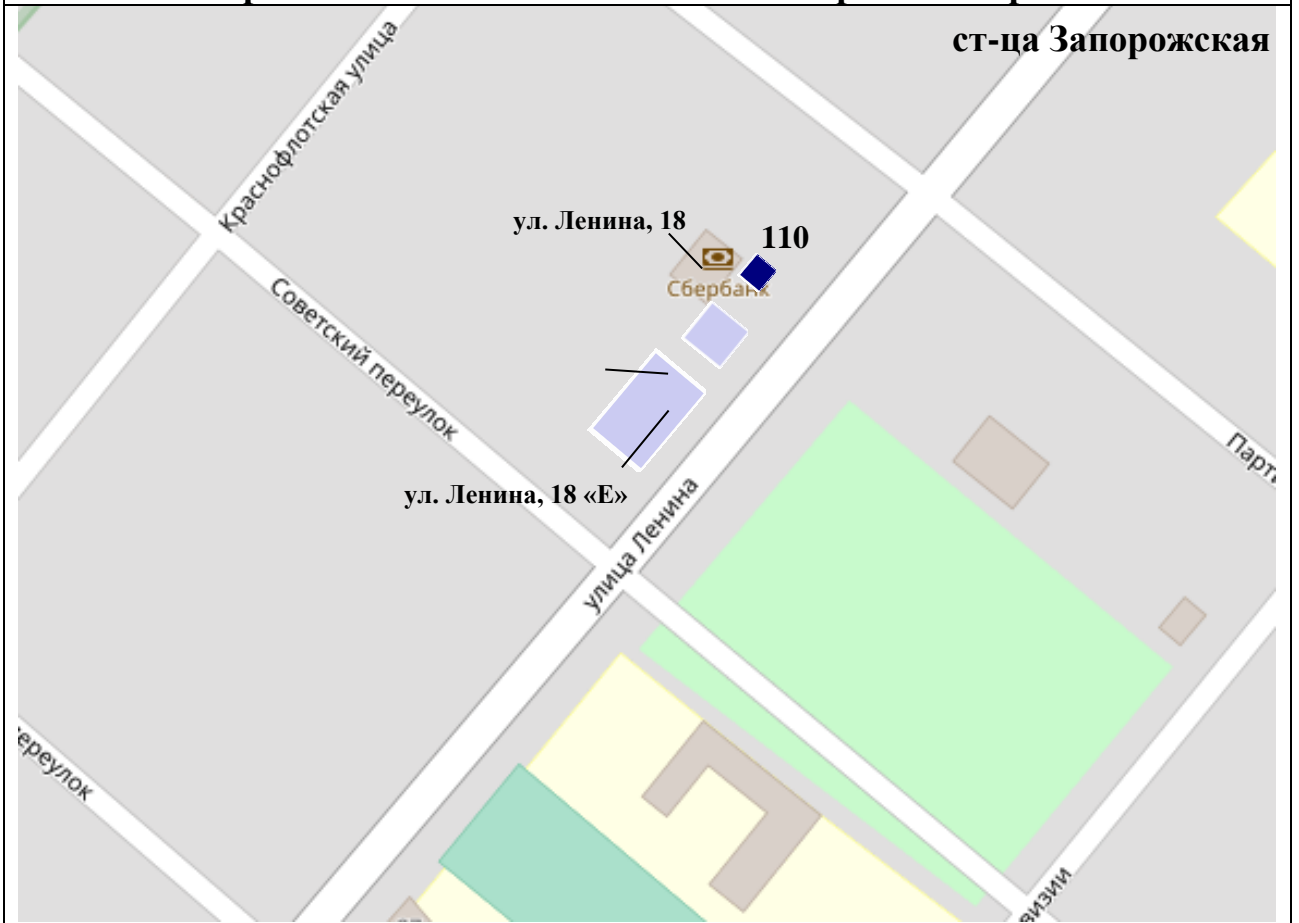 ст-ца Запорожская
Краснофлотская улица
ул. Ленина, 18
110
Сбербанк
Советский переулок
ул. Ленина, 18 «Е»
улица Ленина